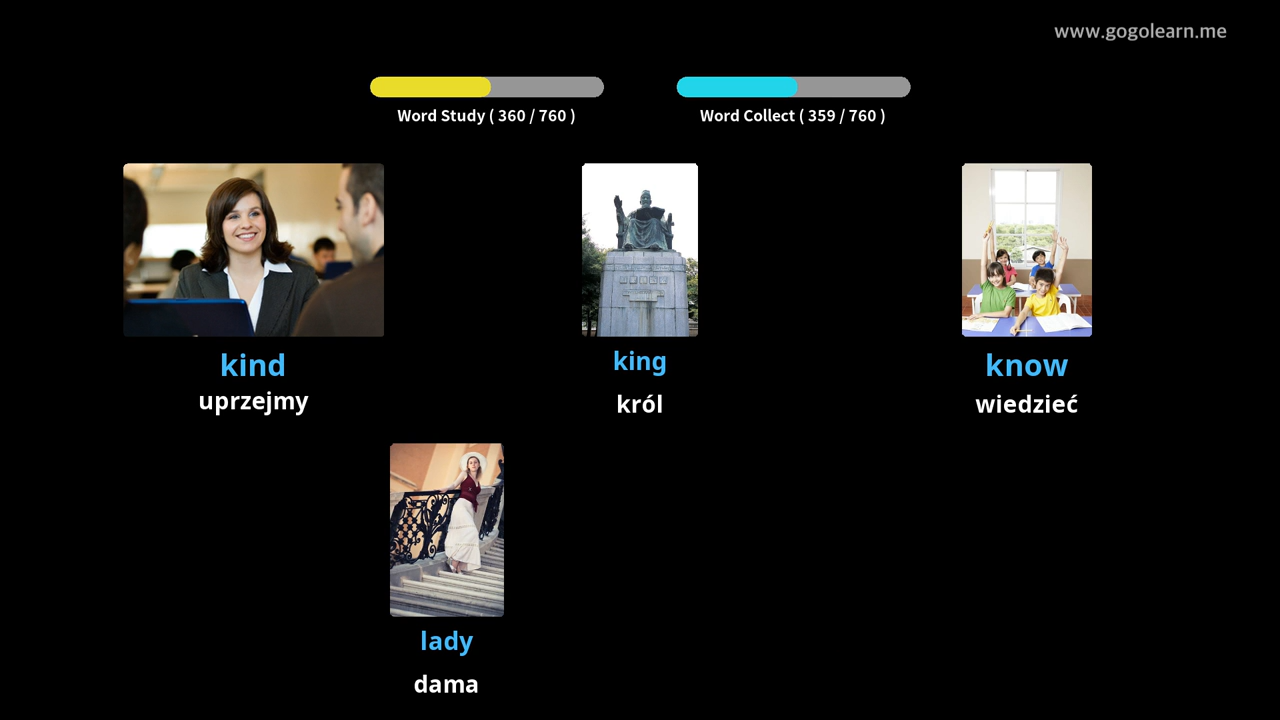 www.gogolearn.me
Word Study ( 360 / 760 )
Word Collect ( 359 / 760 )
kind
uprzejmy
king
król
know
wiedzieć
lady
dama